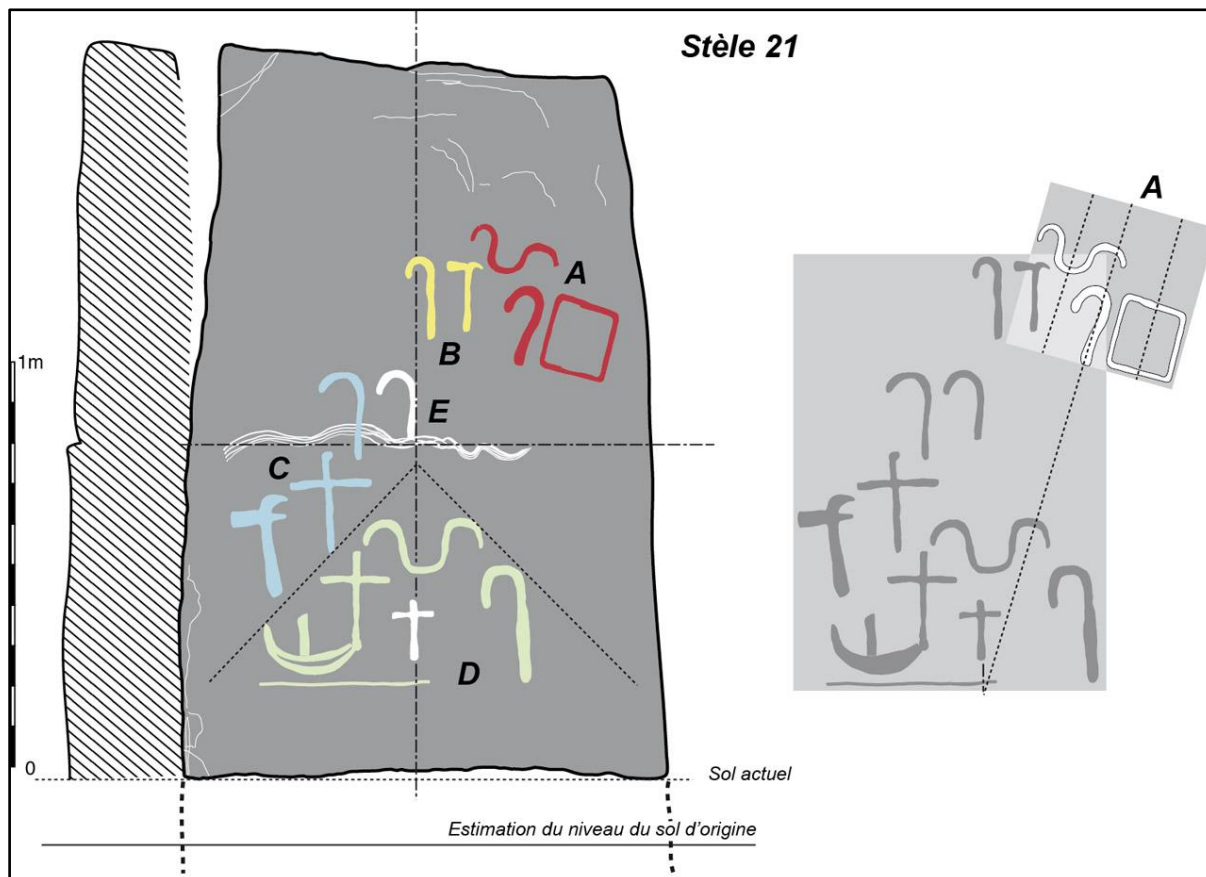 Stèle 21
A
A
B
1m
E
C
D
0
Sol actuel
Estimation du niveau du sol d'origine